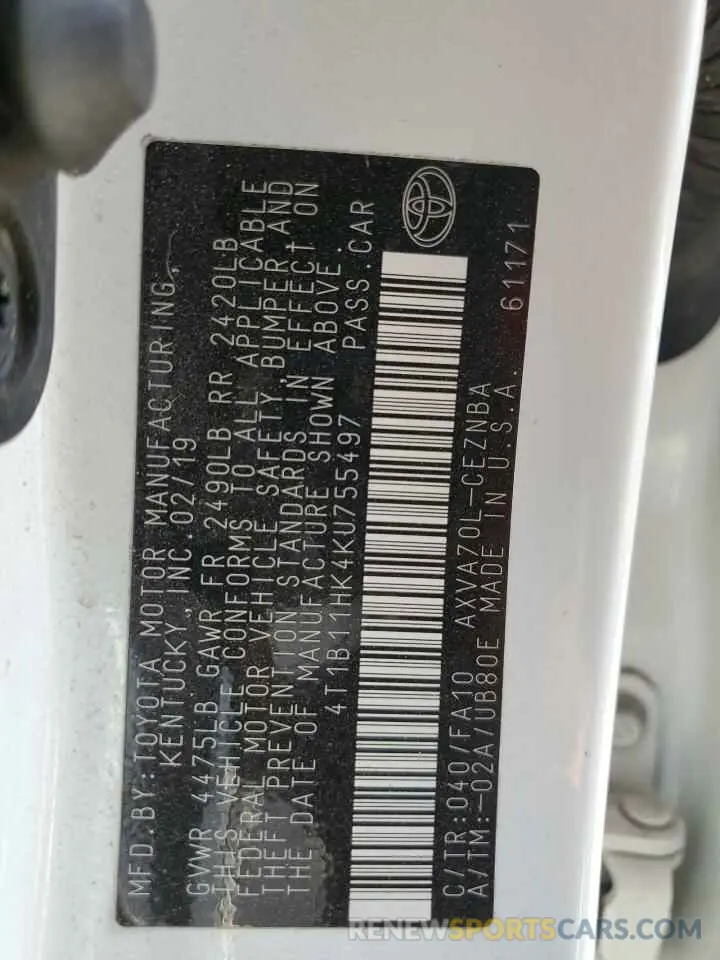 MFD.BY:TOYOTA MOTOR MANUFACTURING,
KENTUCKY,INC.02/19
GVWR 4475LB GAWR FR 2490LB RR 2420LB
THIS VEHICLE CONFORMS TO ALL APPLICABLE
FEDERAL MOTOR VEHICLE SAFETY,BUMPER,AND
THEFT PREVENTION STANDARDS IN EFFECT ON
THE DATE OF MANUFACTURE SHOWN ABOVE.
4T1B11HK4KU755497 PASS.CAR
C/TR:040/FA10 AXVA70L-CEZNBA
A/TM:-02A/UB80E MADE IN U.S.A. 61171
RENEWSPORTSCARS.COM